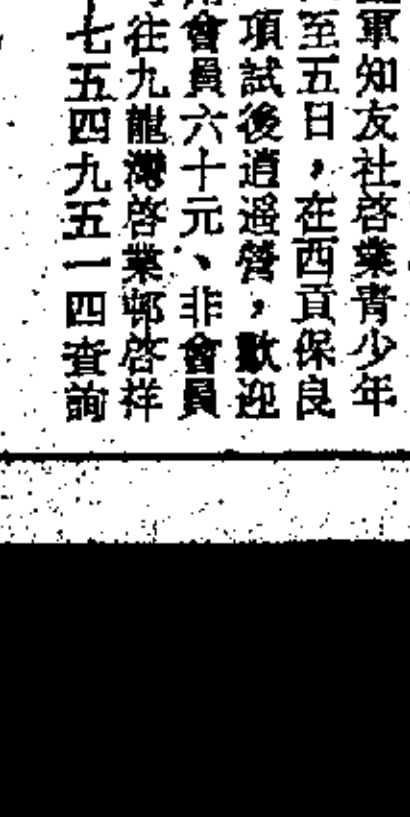 軍知友社啓業青少年
至五日，在西貢保良
項試後逍遥營，歡迎
會員六十元、非會員
往九龍灣啓業邨啓祥
七五四九五一四查詢